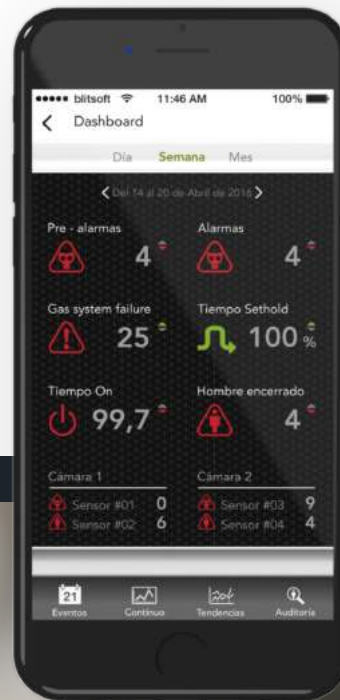 blitsoft 11:46 AM 100%
Dashboard
Día Semana Mes
Del 14 al 20 de Abril de 2016
Pre - alarmas Alarmas
4 4
Gas system failure Tiempo Sethold
25 100 %
Tiempo On Hombre encerrado
99,7 4
Cámara 1 Cámara 2
Sensor #01 0 Sensor #03 9
Sensor #02 6 Sensor #04 4
21
Eventos Continuo Tendencias Auditoría